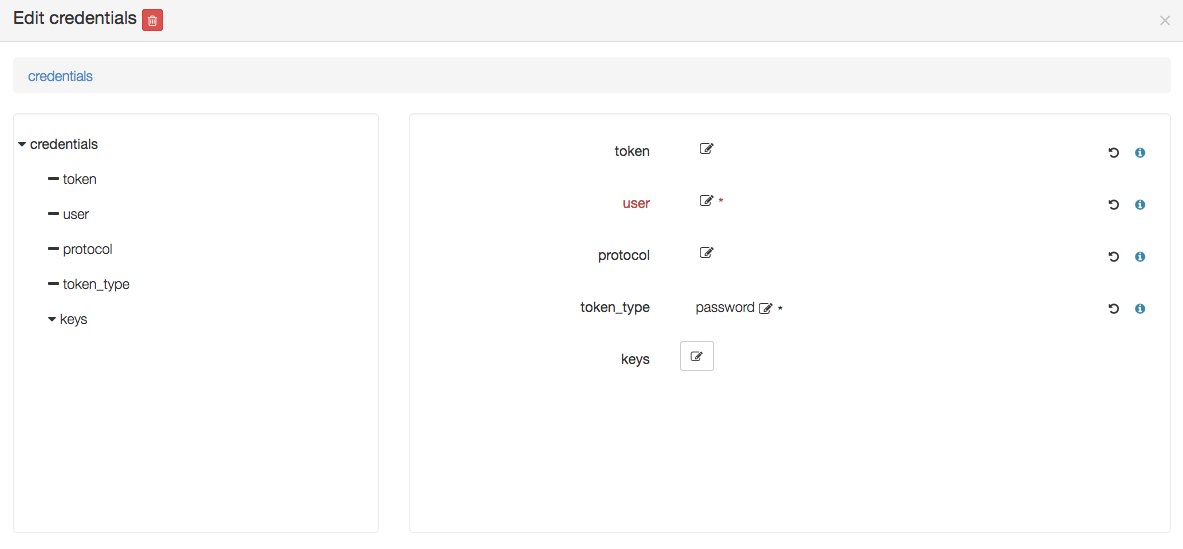 Edit credentials
×
credentials
credentials
token
user
protocol
token_type
keys
token
user *
protocol
token_type password *
keys